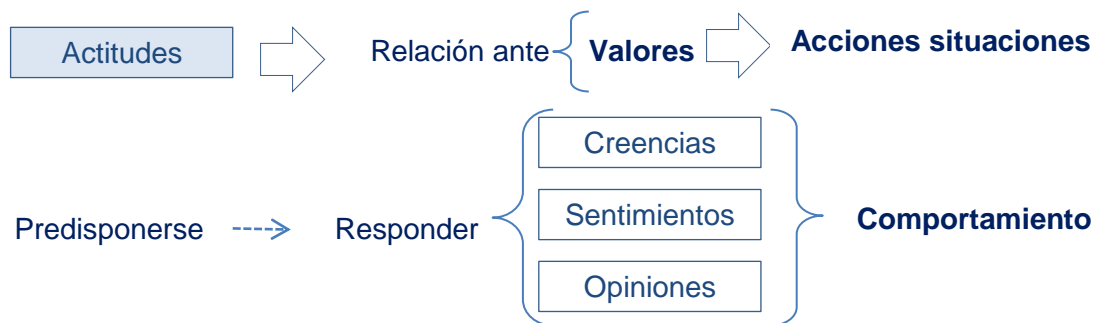 Actitudes
Relación ante
Valores
Acciones situaciones
Creencias
Predisponerse
Responder
Sentimientos
Comportamiento
Opiniones